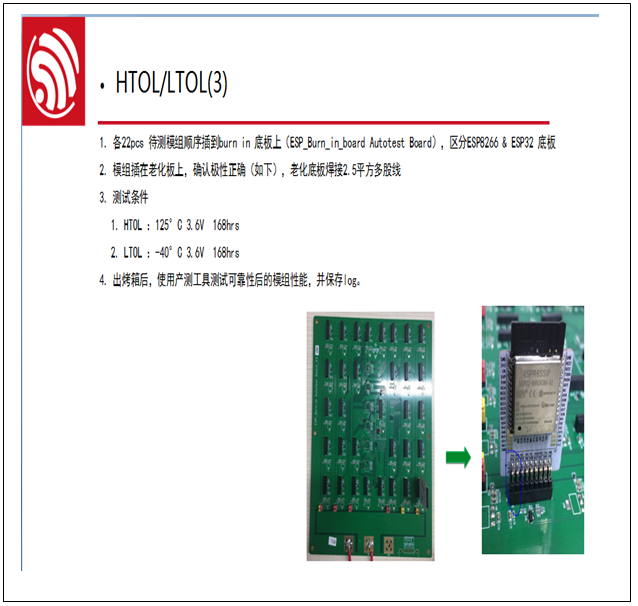 • HTOL/LTOL(3)
1. 各22pcs 待测模组顺序插到burn in 底板上（ESP_Burn_in_board Autotest Board），区分ESP8266 & ESP32 底板
2. 模组插在老化板上，确认极性正确（如下），老化底板焊接2.5平方多股线
3. 测试条件
1. HTOL : 125° C 3.6V 168hrs
2. LTOL : -40° C 3.6V 168hrs
4. 出烤箱后，使用产测工具测试可靠性后的模组性能，并保存log。